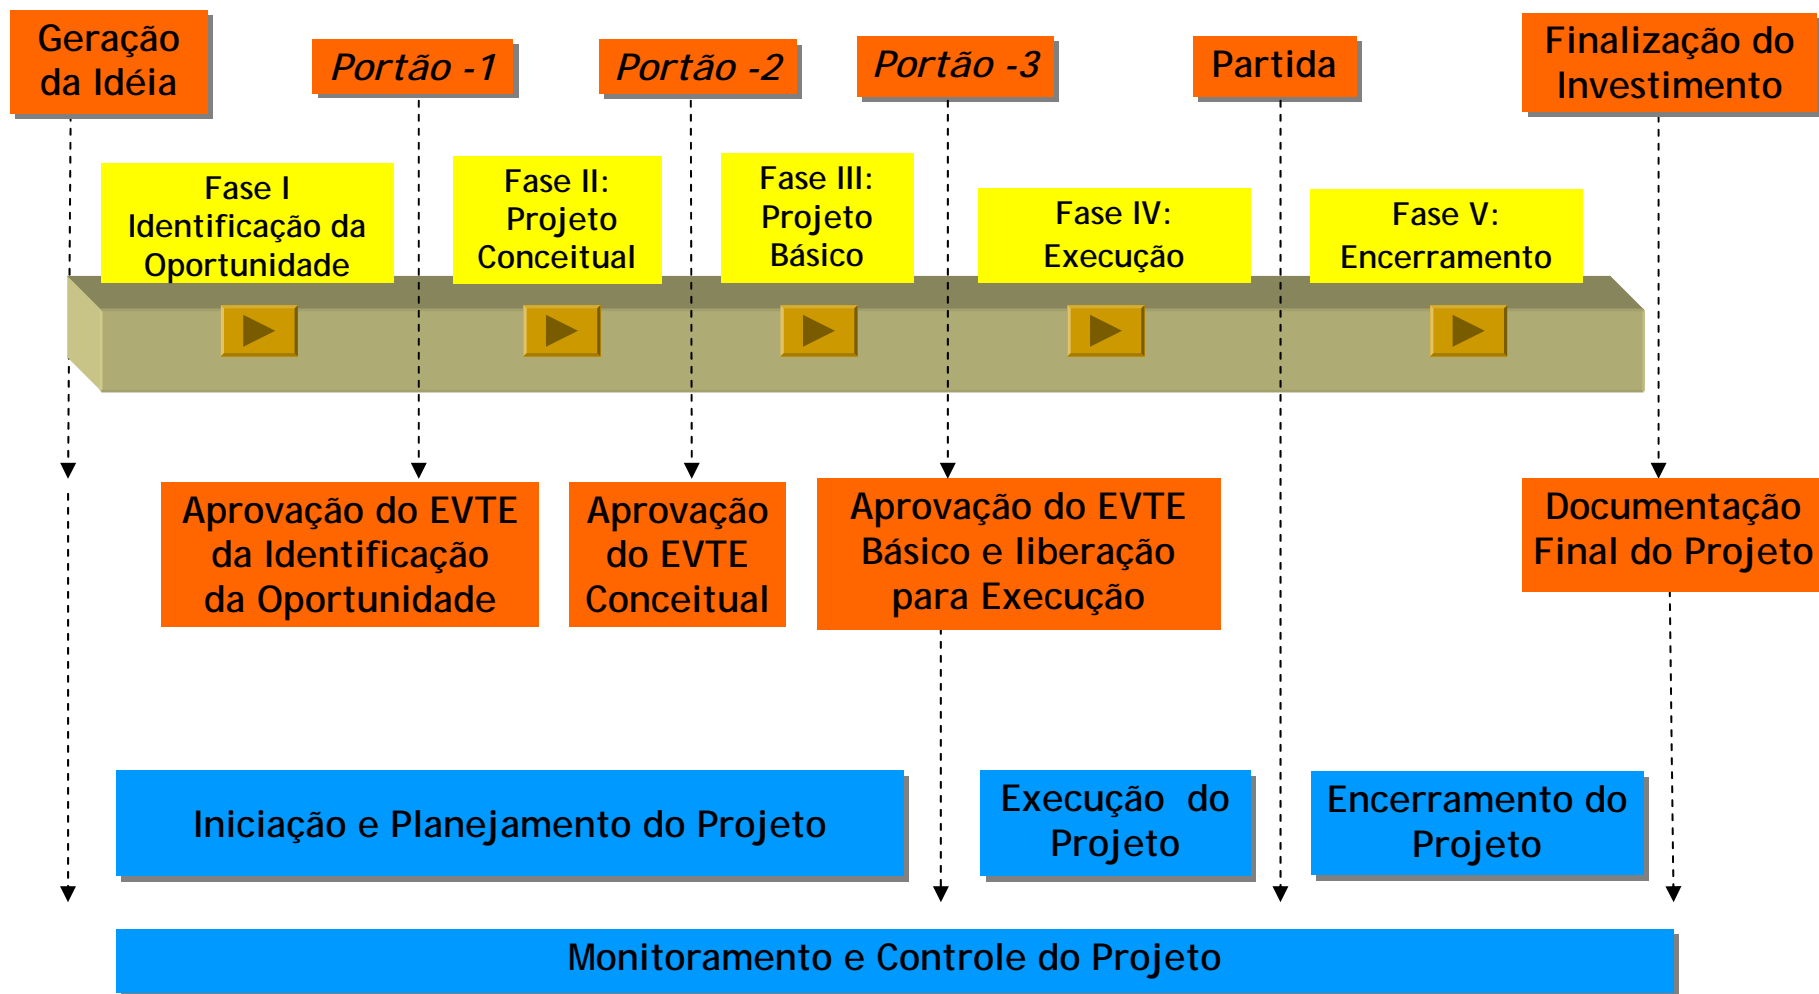 Geração
da Idéia
Portão -1
Portão -2
Portão -3
Partida
Finalização do
Investimento
Fase I
Identificação da
Oportunidade
Fase II:
Projeto
Conceitual
Fase III:
Projeto
Básico
Fase IV:
Execução
Fase V:
Encerramento
Aprovação do EVTE
da Identificação
da Oportunidade
Aprovação
do EVTE
Conceitual
Aprovação do EVTE
Básico e liberação
para Execução
Documentação
Final do Projeto
Iniciação e Planejamento do Projeto
Execução do
Projeto
Encerramento do
Projeto
Monitoramento e Controle do Projeto